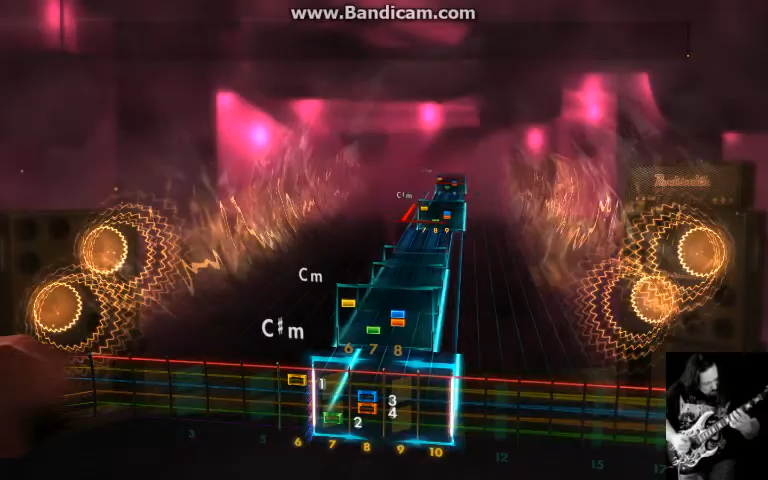 www.Bandicam.com
Rocksmith
C♯m
7 8 9
Cm
6 7 8
C♯m
1
3
4
2
3 5 6 7 8 9 10 12 15 17